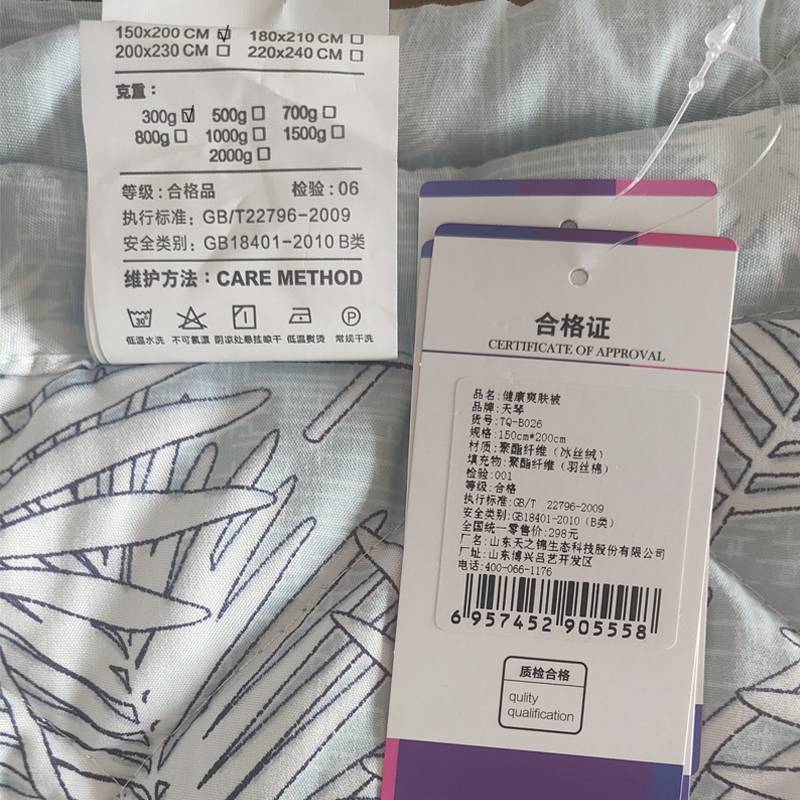 150x200 CM ☑ 180x210 CM □
200x230 CM □ 220x240 CM □
克重：
300g ☑ 500g □ 700g □
800g □ 1000g □ 1500g □
2000g □
等级：合格品 检验：06
执行标准：GB/T22796-2009
安全类别：GB18401-2010 B类
维护方法：CARE METHOD
30°
P
低温水洗 不可氯漂 阴凉处悬挂晾干 低温熨烫 常规干洗
合格证
CERTIFICATE OF APPROVAL
品名：健康爽肤被
品牌：天琴
货号：TQ-B026
规格：150cm*200cm
材质：聚酯纤维（冰丝绒）
填充物：聚酯纤维（羽丝棉）
检验：001
等级：合格
执行标准：GB/T 22796-2009
安全类别：GB18401-2010（B类）
全国统一零售价：298元
厂名：山东天之锦生态科技股份有限公司
厂址：山东博兴吕艺开发区
电话：400-066-1176
6 957452 905558
质检合格
qulity
qualification